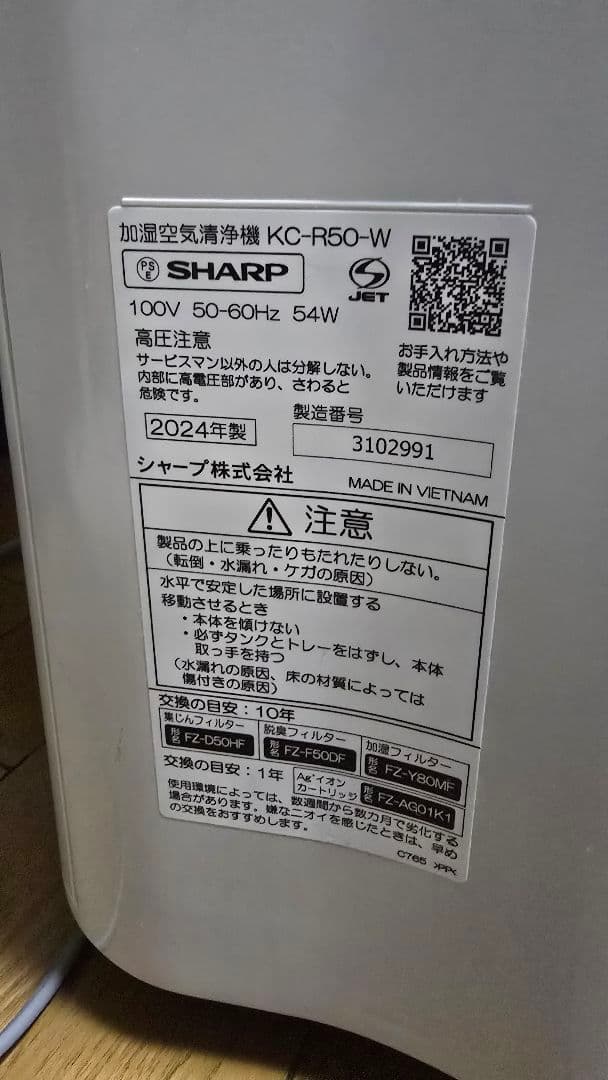 加湿空気清浄機 KC-R50-W
PS
E
SHARP
JET
100V 50-60Hz 54W
高圧注意
サービスマン以外の人は分解しない。
内部に高電圧部があり、さわると
危険です。
お手入れ方法や
製品情報をご覧
いただけます
2024年製
製造番号
3102991
シャープ株式会社
MADE IN VIETNAM
注意
製品の上に乗ったりもたれたりしない。
(転倒・水漏れ・ケガの原因)
水平で安定した場所に設置する
移動させるとき
・本体を傾けない
・必ずタンクとトレーをはずし、本体
取っ手を持つ
(水漏れの原因、床の材質によっては
傷付きの原因)
交換の目安：10年
集じんフィルター
形名 FZ-D50HF
脱臭フィルター
形名 FZ-F50DF
加湿フィルター
形名 FZ-Y80MF
交換の目安：1年
Ag⁺イオン
カートリッジ
形名 FZ-AG01K1
使用環境によっては、数週間から数カ月で劣化する
場合があります。嫌なニオイを感じたときは、早め
の交換をおすすめします。
C765 >PP<